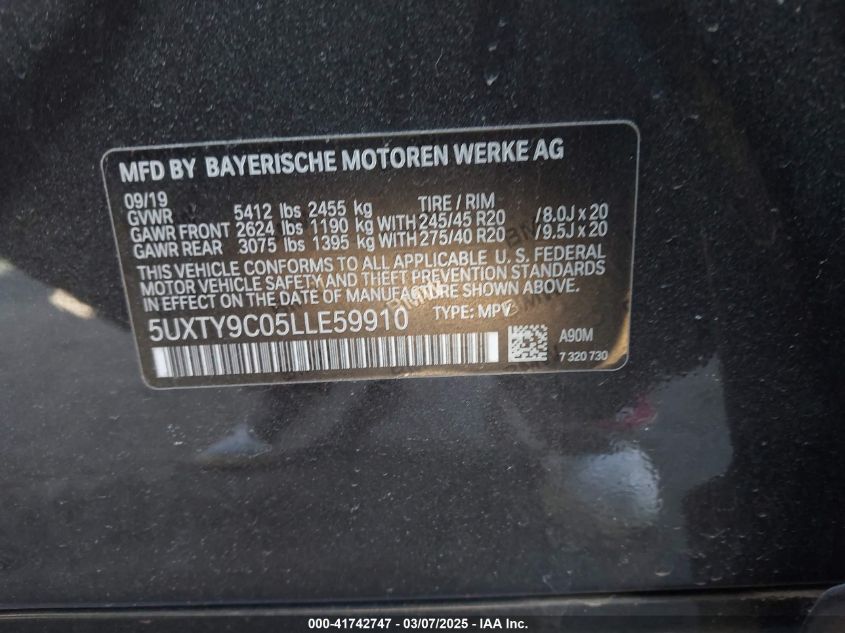 MFD BY BAYERISCHE MOTOREN WERKE AG
09/19
GVWR 5412 lbs 2455 kg TIRE / RIM
GAWR FRONT 2624 lbs 1190 kg WITH 245/45 R20 /8.0J x 20
GAWR REAR 3075 lbs 1395 kg WITH 275/40 R20 /9.5J x 20
THIS VEHICLE CONFORMS TO ALL APPLICABLE U.S. FEDERAL
MOTOR VEHICLE SAFETY AND THEFT PREVENTION STANDARDS
IN EFFECT ON THE DATE OF MANUFACTURE SHOWN ABOVE.
5UXTY9C05LLE59910 TYPE: MPV
A90M
7 320 730
000-41742747 — 03/07/2025 — IAA Inc.